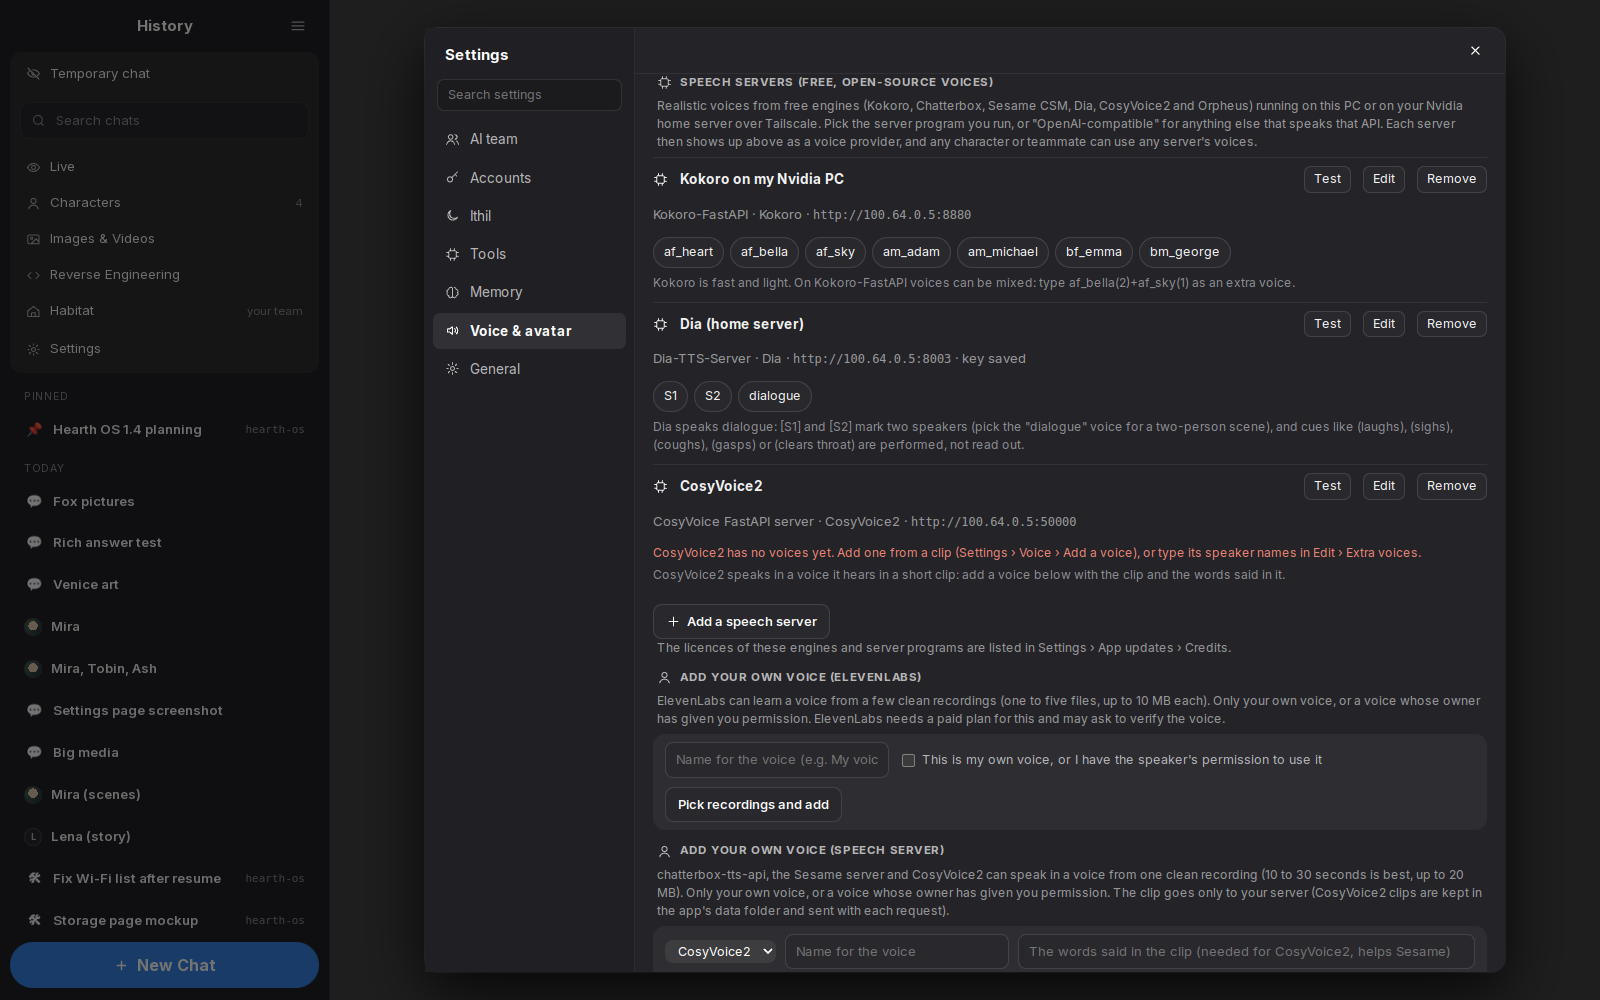 History
Temporary chat
Search chats
Live
Characters 4
Images & Videos
Reverse Engineering
Habitat your team
Settings
PINNED
Hearth OS 1.4 planning hearth-os
TODAY
Fox pictures
Rich answer test
Venice art
Mira
Mira, Tobin, Ash
Settings page screenshot
Big media
Mira (scenes)
L Lena (story)
Fix Wi-Fi list after resume hearth-os
Storage page mockup hearth-os
+ New Chat
Settings
Search settings
AI team
Accounts
Ithil
Tools
Memory
Voice & avatar
General
SPEECH SERVERS (FREE, OPEN-SOURCE VOICES)
Realistic voices from free engines (Kokoro, Chatterbox, Sesame CSM, Dia, CosyVoice2 and Orpheus) running on this PC or on your Nvidia
home server over Tailscale. Pick the server program you run, or "OpenAI-compatible" for anything else that speaks that API. Each server
then shows up above as a voice provider, and any character or teammate can use any server's voices.
Kokoro on my Nvidia PC Test Edit Remove
Kokoro-FastAPI · Kokoro · http://100.64.0.5:8880
af_heart af_bella af_sky am_adam am_michael bf_emma bm_george
Kokoro is fast and light. On Kokoro-FastAPI voices can be mixed: type af_bella(2)+af_sky(1) as an extra voice.
Dia (home server) Test Edit Remove
Dia-TTS-Server · Dia · http://100.64.0.5:8003 · key saved
S1 S2 dialogue
Dia speaks dialogue: [S1] and [S2] mark two speakers (pick the "dialogue" voice for a two-person scene), and cues like (laughs), (sighs),
(coughs), (gasps) or (clears throat) are performed, not read out.
CosyVoice2 Test Edit Remove
CosyVoice FastAPI server · CosyVoice2 · http://100.64.0.5:50000
CosyVoice2 has no voices yet. Add one from a clip (Settings › Voice › Add a voice), or type its speaker names in Edit › Extra voices.
CosyVoice2 speaks in a voice it hears in a short clip: add a voice below with the clip and the words said in it.
+ Add a speech server
The licences of these engines and server programs are listed in Settings › App updates › Credits.
ADD YOUR OWN VOICE (ELEVENLABS)
ElevenLabs can learn a voice from a few clean recordings (one to five files, up to 10 MB each). Only your own voice, or a voice whose owner
has given you permission. ElevenLabs needs a paid plan for this and may ask to verify the voice.
Name for the voice (e.g. My voic This is my own voice, or I have the speaker's permission to use it
Pick recordings and add
ADD YOUR OWN VOICE (SPEECH SERVER)
chatterbox-tts-api, the Sesame server and CosyVoice2 can speak in a voice from one clean recording (10 to 30 seconds is best, up to 20
MB). Only your own voice, or a voice whose owner has given you permission. The clip goes only to your server (CosyVoice2 clips are kept in
the app's data folder and sent with each request).
CosyVoice2 Name for the voice The words said in the clip (needed for CosyVoice2, helps Sesame)